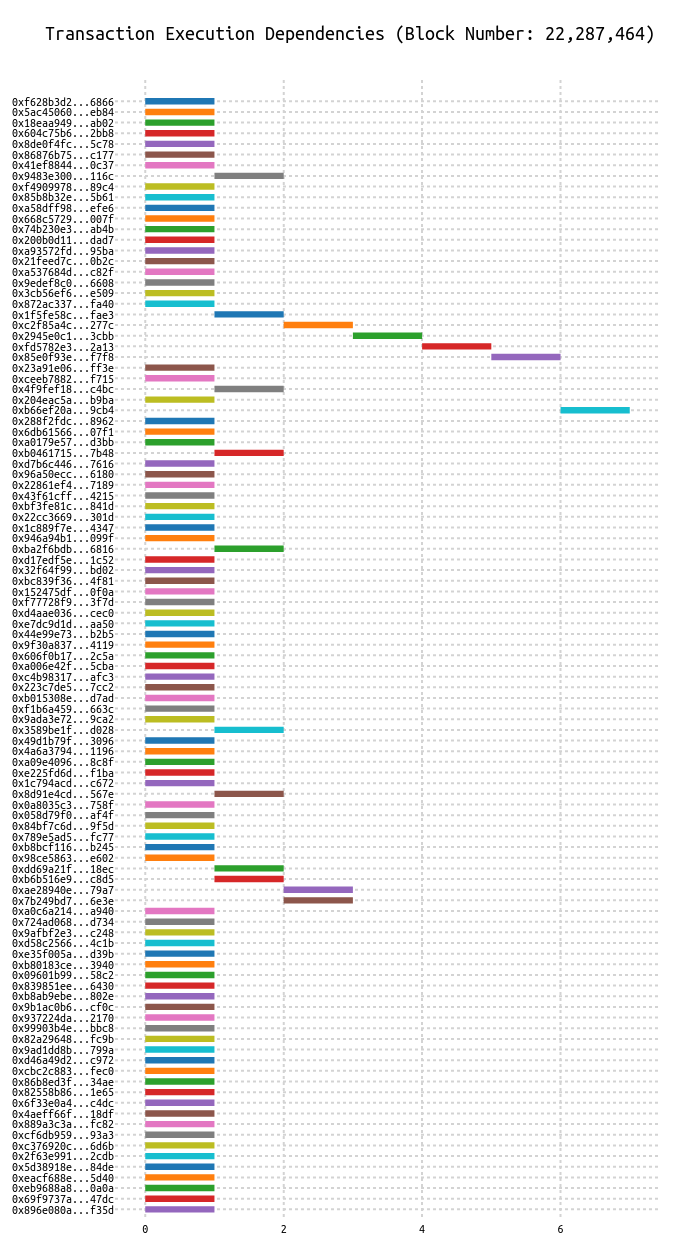 Transaction Execution Dependencies (Block Number: 22,287,464)
0xf628b3d2...6866
0x5ac45060...eb84
0x18eaa949...ab02
0x604c75b6...2bb8
0x8de0f4fc...5c78
0x86876b75...c177
0x41ef8844...0c37
0x9483e300...116c
0xf4909978...89c4
0x85b8b32e...5b61
0xa58dff98...efe6
0x668c5729...007f
0x74b230e3...ab4b
0x200b0d11...dad7
0xa93572fd...95ba
0x21feed7c...0b2c
0xa537684d...c82f
0x9edef8c0...6608
0x3cb56ef6...e509
0x872ac337...fa40
0x1f5fe58c...fae3
0xc2f85a4c...277c
0x2945e0c1...3cbb
0xfd5782e3...2a13
0x85e0f93e...f7f8
0x23a91e06...ff3e
0xceeb7882...f715
0x4f9fef18...c4bc
0x204eac5a...b9ba
0xb66ef20a...9cb4
0x288f2fdc...8962
0x6db61566...07f1
0xa0179e57...d3bb
0xb0461715...7b48
0xd7b6c446...7616
0x96a50ecc...6180
0x22861ef4...7189
0x43f61cff...4215
0xbf3fe81c...841d
0x22cc3669...301d
0x1c889f7e...4347
0x946a94b1...099f
0xba2f6bdb...6816
0xd17edf5e...1c52
0x32f64f99...bd02
0xbc839f36...4f81
0x152475df...0f0a
0xf77728f9...3f7d
0xd4aae036...cec0
0xe7dc9d1d...aa50
0x44e99e73...b2b5
0x9f30a837...4119
0x606f0b17...2c5a
0xa006e42f...5cba
0xc4b98317...afc3
0x223c7de5...7cc2
0xb015308e...d7ad
0xf1b6a459...663c
0x9ada3e72...9ca2
0x3589be1f...d028
0x49d1b79f...3096
0x4a6a3794...1196
0xa09e4096...8c8f
0xe225fd6d...f1ba
0x1c794acd...c672
0x8d91e4cd...567e
0x0a8035c3...758f
0x058d79f0...af4f
0x84bf7c6d...9f5d
0x789e5ad5...fc77
0xb8bcf116...b245
0x98ce5863...e602
0xdd69a21f...18ec
0xb6b516e9...c8d5
0xae28940e...79a7
0x7b249bd7...6e3e
0xa0c6a214...a940
0x724ad068...d734
0x9afbf2e3...c248
0xd58c2566...4c1b
0xe35f005a...d39b
0xb80183ce...3940
0x09601b99...58c2
0x839851ee...6430
0xb8ab9ebe...802e
0x9b1ac0b6...cf0c
0x937224da...2170
0x99903b4e...bbc8
0x82a29648...fc9b
0x9ad1dd8b...799a
0xd46a49d2...c972
0xcbc2c883...fec0
0x86b8ed3f...34ae
0x82558b86...1e65
0x6f33e0a4...c4dc
0x4aeff66f...18df
0x889a3c3a...fc82
0xcf6db959...93a3
0xc376920c...6d6b
0x2f63e991...2cdb
0x5d38918e...84de
0xeacf688e...5d40
0xeb9688a8...0a0a
0x69f9737a...47dc
0x896e080a...f35d
0 2 4 6